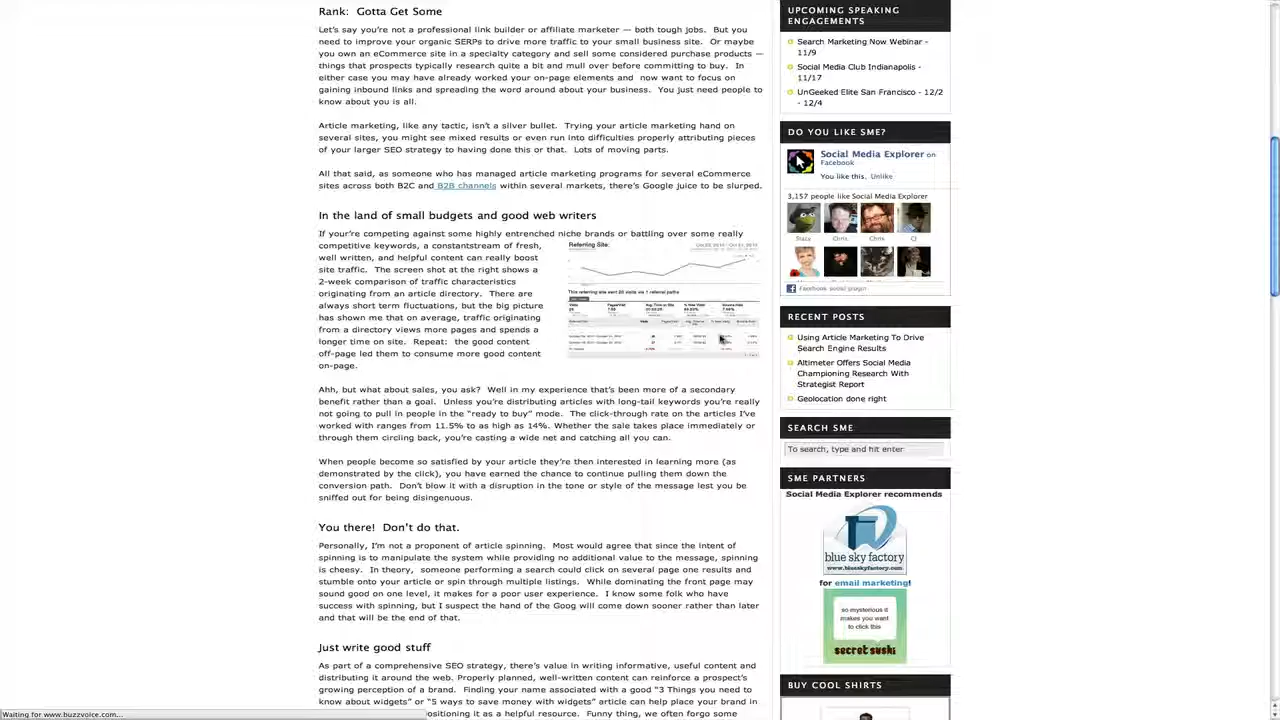 Rank:  Gotta Get Some
Let's say you're not a professional link builder or affiliate marketer — both tough jobs.  But you
need to improve your organic SERPs to drive more traffic to your small business site.  Or maybe
you own an eCommerce site in a specialty category and sell some considered purchase products —
things that prospects typically research quite a bit and mull over before committing to buy.  In
either case you may have already worked your on-page elements and  now want to focus on
gaining inbound links and spreading the word around about your business.  You just need people to
know about you is all.
Article marketing, like any tactic, isn't a silver bullet.  Trying your article marketing hand on
several sites, you might see mixed results or even run into difficulties properly attributing pieces
of your larger SEO strategy to having done this or that.  Lots of moving parts.
All that said, as someone who has managed article marketing programs for several eCommerce
sites across both B2C and B2B channels within several markets, there's Google juice to be slurped.
In the land of small budgets and good web writers
If your're competing against some highly entrenched niche brands or battling over some really
competitive keywords, a constantstream of fresh,
well written, and helpful content can really boost
site traffic.  The screen shot at the right shows a
2-week comparison of traffic characteristics
originating from an article directory.  There are
always short term fluctuations, but the big picture
has shown me that on average, traffic originating
from a directory views more pages and spends a
longer time on site.  Repeat:  the good content
off-page led them to consume more good content
on-page.
Referring Site:
This referring site sent 20 visits via 1 referral paths
Ahh, but what about sales, you ask?  Well in my experience that's been more of a secondary
benefit rather than a goal.  Unless you're distributing articles with long-tail keywords you're really
not going to pull in people in the “ready to buy” mode.  The click-through rate on the articles I've
worked with ranges from 11.5% to as high as 14%. Whether the sale takes place immediately or
through them circling back, you're casting a wide net and catching all you can.
When people become so satisfied by your article they're then interested in learning more (as
demonstrated by the click), you have earned the chance to continue pulling them down the
conversion path.  Don't blow it with a disruption in the tone or style of the message lest you be
sniffed out for being disingenuous.
You there!  Don't do that.
Personally, I'm not a proponent of article spinning.  Most would agree that since the intent of
spinning is to manipulate the system while providing no additional value to the message, spinning
is cheesy.  In theory,  someone performing a search could click on several page one results and
stumble onto your article or spin through multiple listings.  While dominating the front page may
sound good on one level, it makes for a poor user experience.  I know some folk who have
success with spinning, but I suspect the hand of the Goog will come down sooner rather than later
and that will be the end of that.
Just write good stuff
As part of a comprehensive SEO strategy, there's value in writing informative, useful content and
distributing it around the web. Properly planned, well-written content can reinforce a prospect's
growing perception of a brand.  Finding your name associated with a good “3 Things you need to
know about widgets” or “5 ways to save money with widgets” article can help place your brand in
ositioning it as a helpful resource.  Funny thing, we often forgo some
Waiting for www.buzzvoice.com...
UPCOMING SPEAKING
ENGAGEMENTS
Search Marketing Now Webinar -
11/9
Social Media Club Indianapolis -
11/17
UnGeeked Elite San Francisco - 12/2
- 12/4
DO YOU LIKE SME?
Social Media Explorer on
Facebook
You like this. Unlike
3,157 people like Social Media Explorer
Stacy Chris Chris CJ
Facebook social plugin
RECENT POSTS
Using Article Marketing To Drive
Search Engine Results
Altimeter Offers Social Media
Championing Research With
Strategist Report
Geolocation done right
SEARCH SME
To search, type and hit enter
SME PARTNERS
Social Media Explorer recommends
blue sky factory
www.blueskyfactory.com
for email marketing!
so mysterious it
makes you want
to click this
secret sushi
BUY COOL SHIRTS